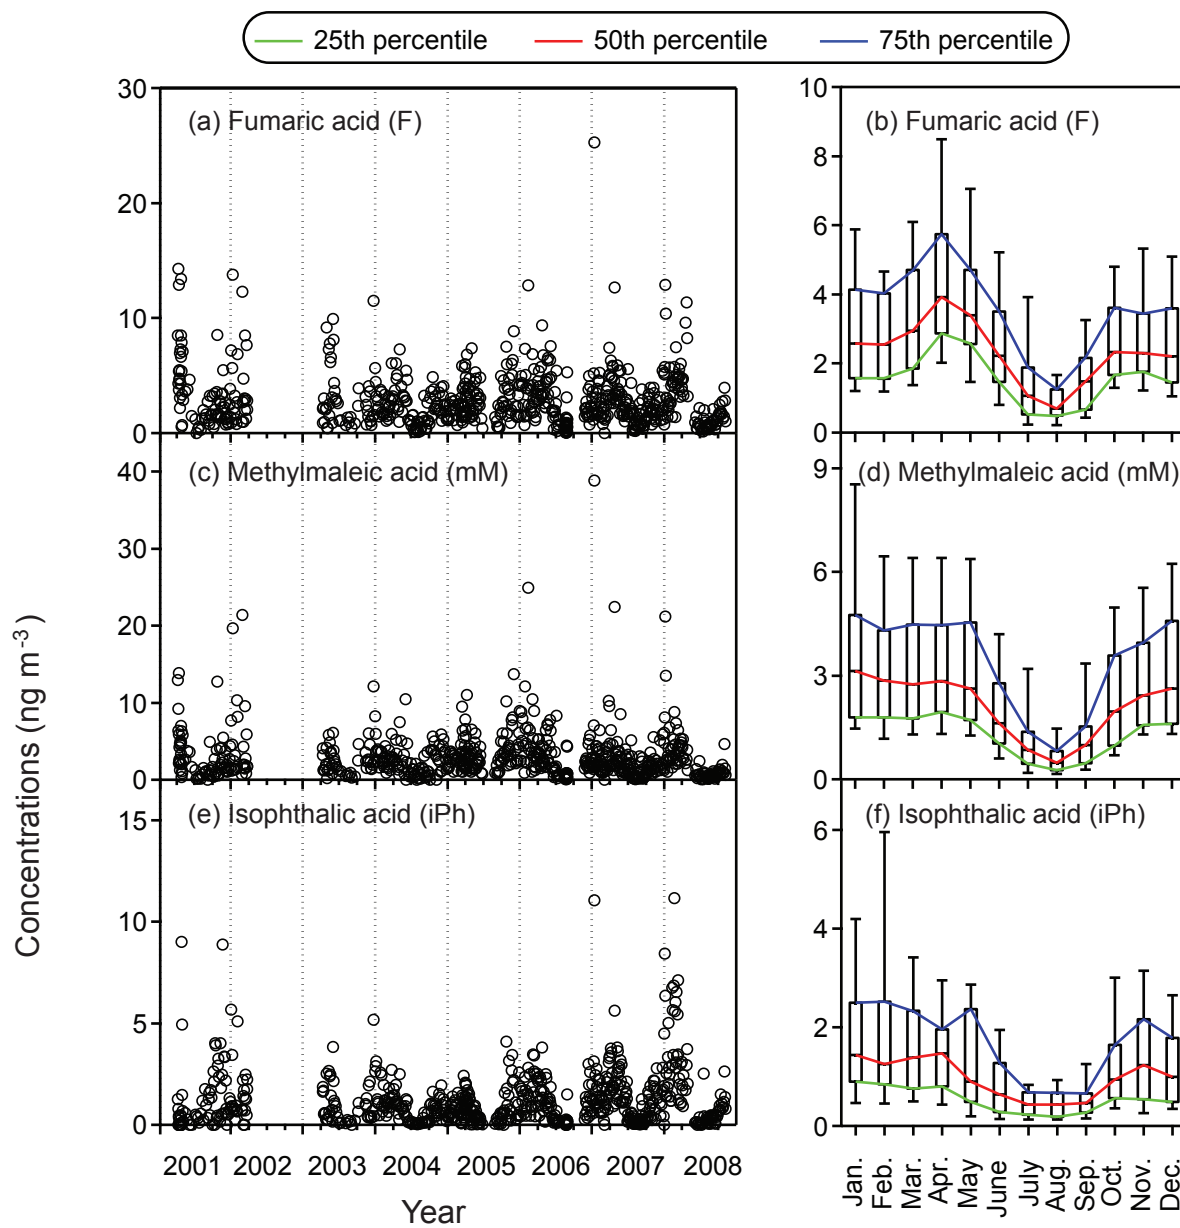 25th percentile 50th percentile 75th percentile
(a) Fumaric acid (F)
30
20
10
0
(b) Fumaric acid (F)
10
8
6
4
2
0
(c) Methylmaleic acid (mM)
40
30
20
10
0
(d) Methylmaleic acid (mM)
9
6
3
0
(e) Isophthalic acid (iPh)
15
10
5
0
(f) Isophthalic acid (iPh)
6
4
2
0
Concentrations (ng m⁻³)
2001 2002 2003 2004 2005 2006 2007 2008
Year
Jan. Feb. Mar. Apr. May June July Aug. Sep. Oct. Nov. Dec.